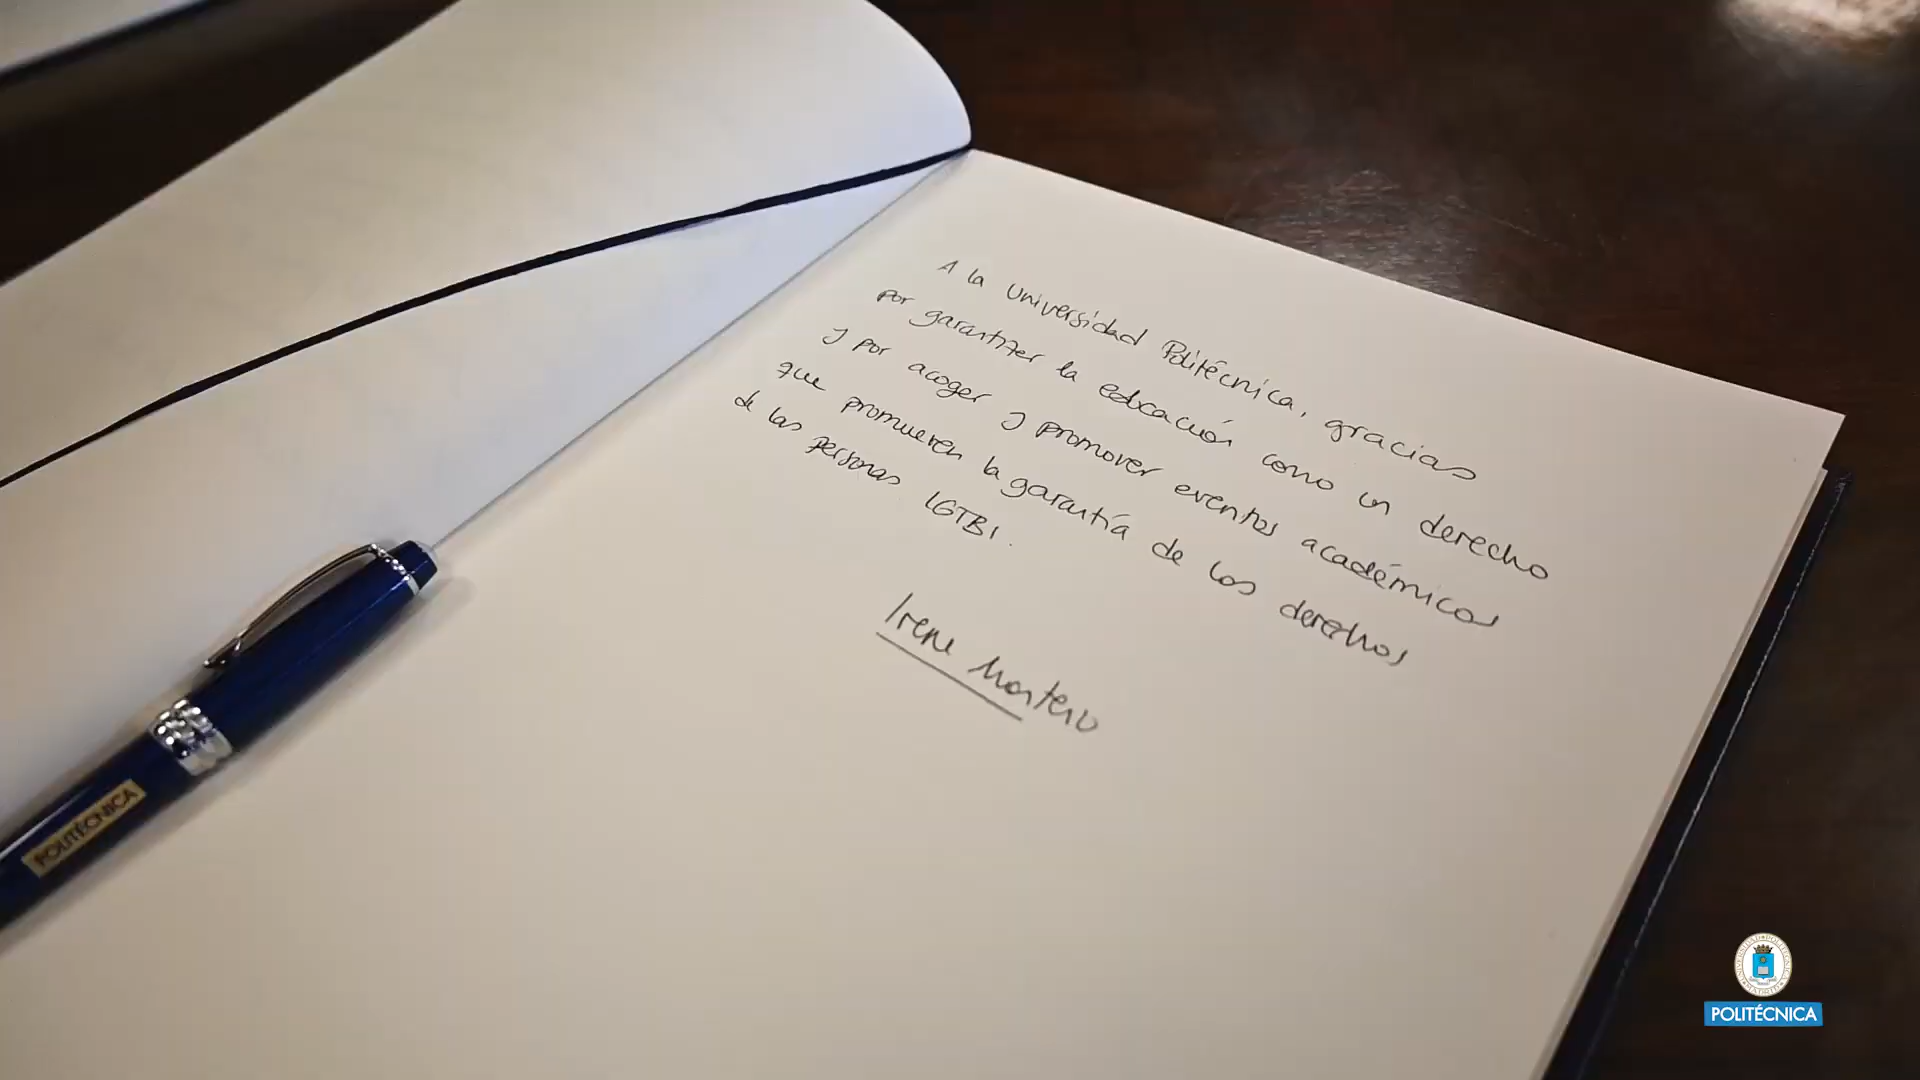 A la Universidad Politécnica, gracias
por garantizar la educación como un derecho
y por acoger y promover eventos académicos
que promueven la garantía de los derechos
de las personas LGTBI.
Irene Montero
POLITÉCNICA
POLITÉCNICA